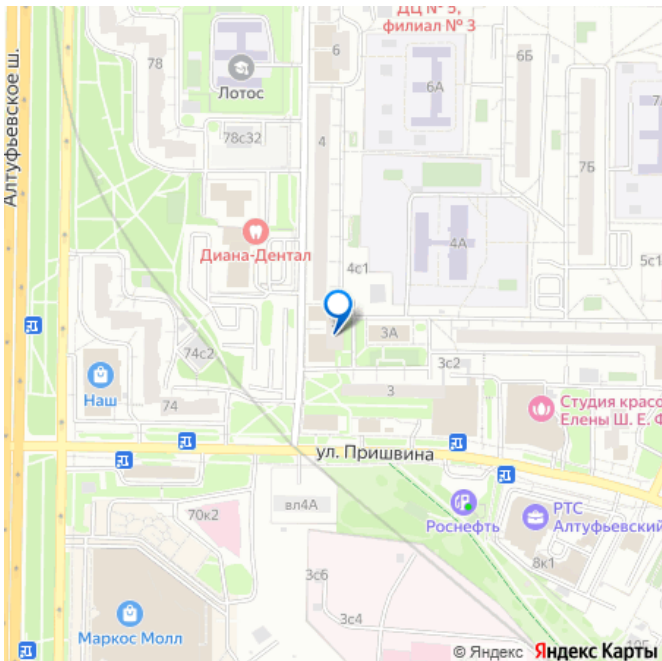 ДЦ № 5,
филиал № 3
Алтуфьевское ш.
78
Лотос
6
6Б
6А
78с32
4
7Б
Диана-Дентал
4А
4с1
5с1
3А
74с2
3с2
Наш
74
3
Студия красо
Елены Ш. Е. Ф
ул. Пришвина
вл4А
70к2
Роснефть
РТС
Алтуфьевский
8к1
3с6
3с4
Маркос Молл
© Яндекс Яндекс Карты